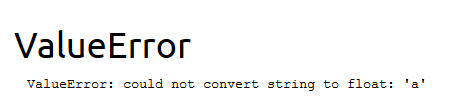 ValueError
ValueError: could not convert string to float: 'a'